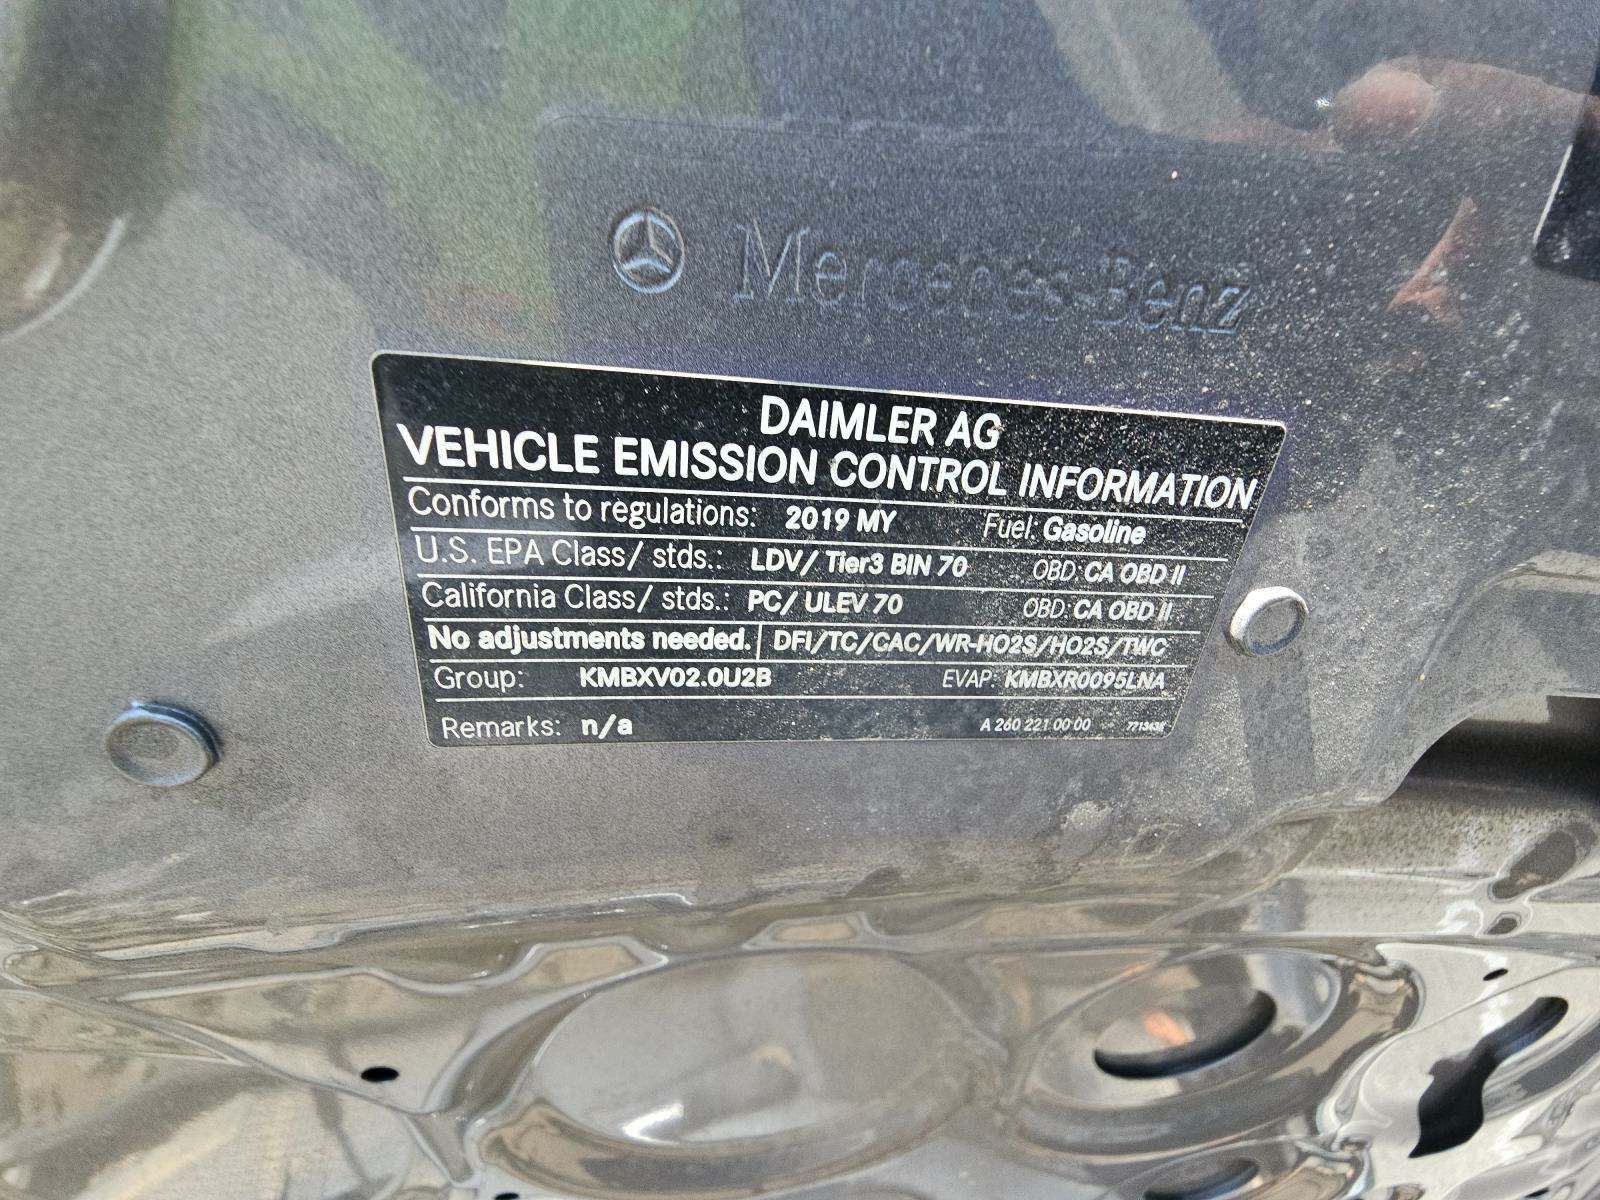 Mercedes-Benz
DAIMLER AG
VEHICLE EMISSION CONTROL INFORMATION
Conforms to regulations: 2019 MY Fuel: Gasoline
U.S. EPA Class/ stds.: LDV/ Tier3 BIN 70 OBD: CA OBD II
California Class/ stds.: PC/ ULEV 70 OBD: CA OBD II
No adjustments needed. DFI/TC/CAC/WR-HO2S/HO2S/TWC
Group: KMBXV02.0U2B EVAP: KMBXR0095LNA
Remarks: n/a A 260 221 00 00